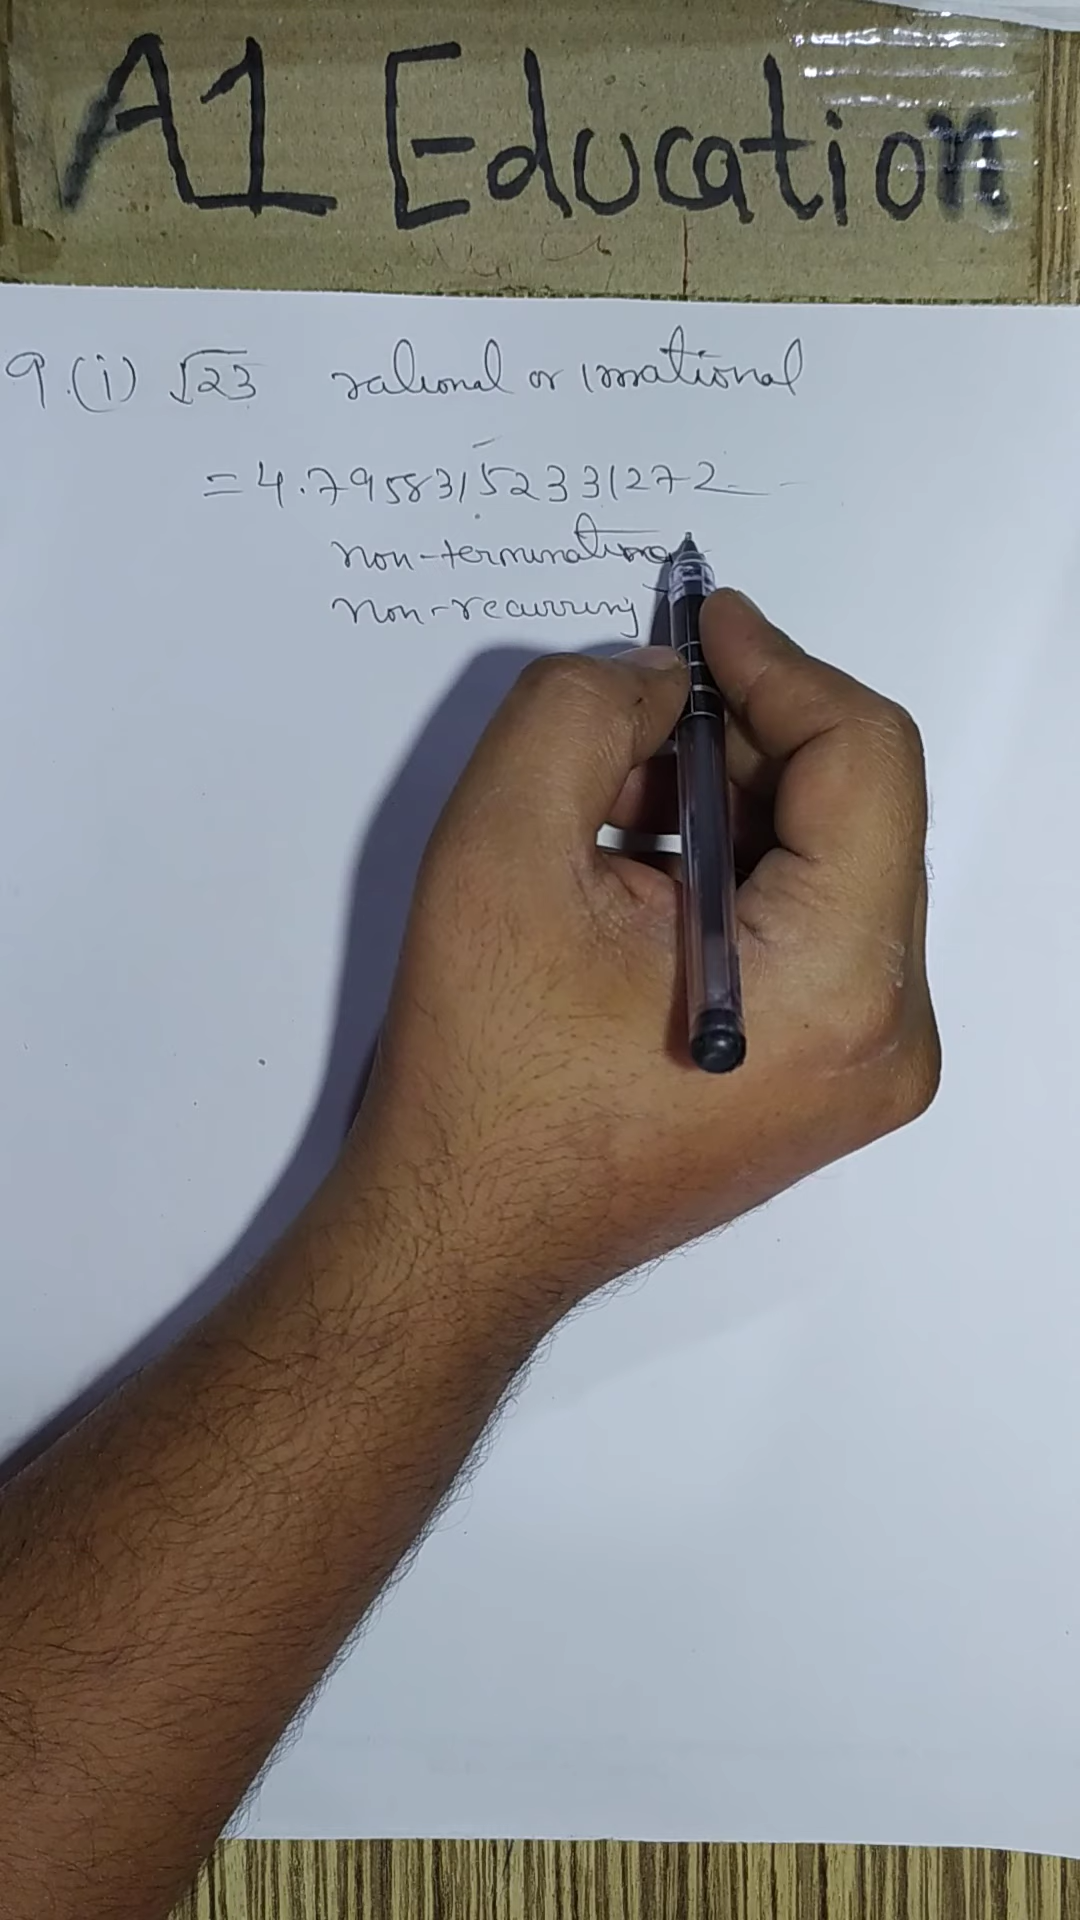 A1 Education
9.(i) √23 rational or irrational
= 4.79583152331272
non-terminating
non-recurring